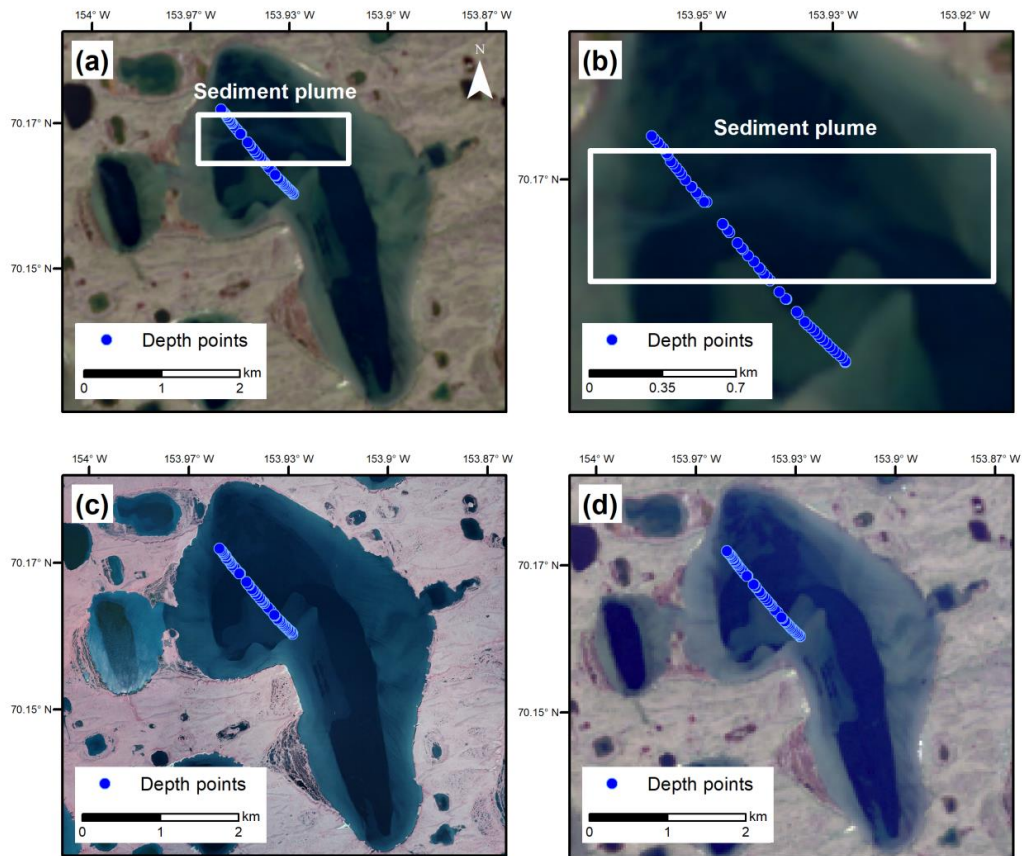 154° W 153.97° W 153.93° W 153.9° W 153.87° W
(a)
N
Sediment plume
70.17°
70.15°
Depth points
km
0 1 2
153.95° W 153.93° W 153.92° W
(b)
Sediment plume
70.17°
Depth points
km
0 0.35 0.7
154° W 153.97° W 153.93° W 153.9° W 153.87° W
(c)
70.17°
70.15°
Depth points
km
0 1 2
154° W 153.97° W 153.93° W 153.9° W 153.87° W
(d)
70.17°
70.15°
Depth points
km
0 1 2